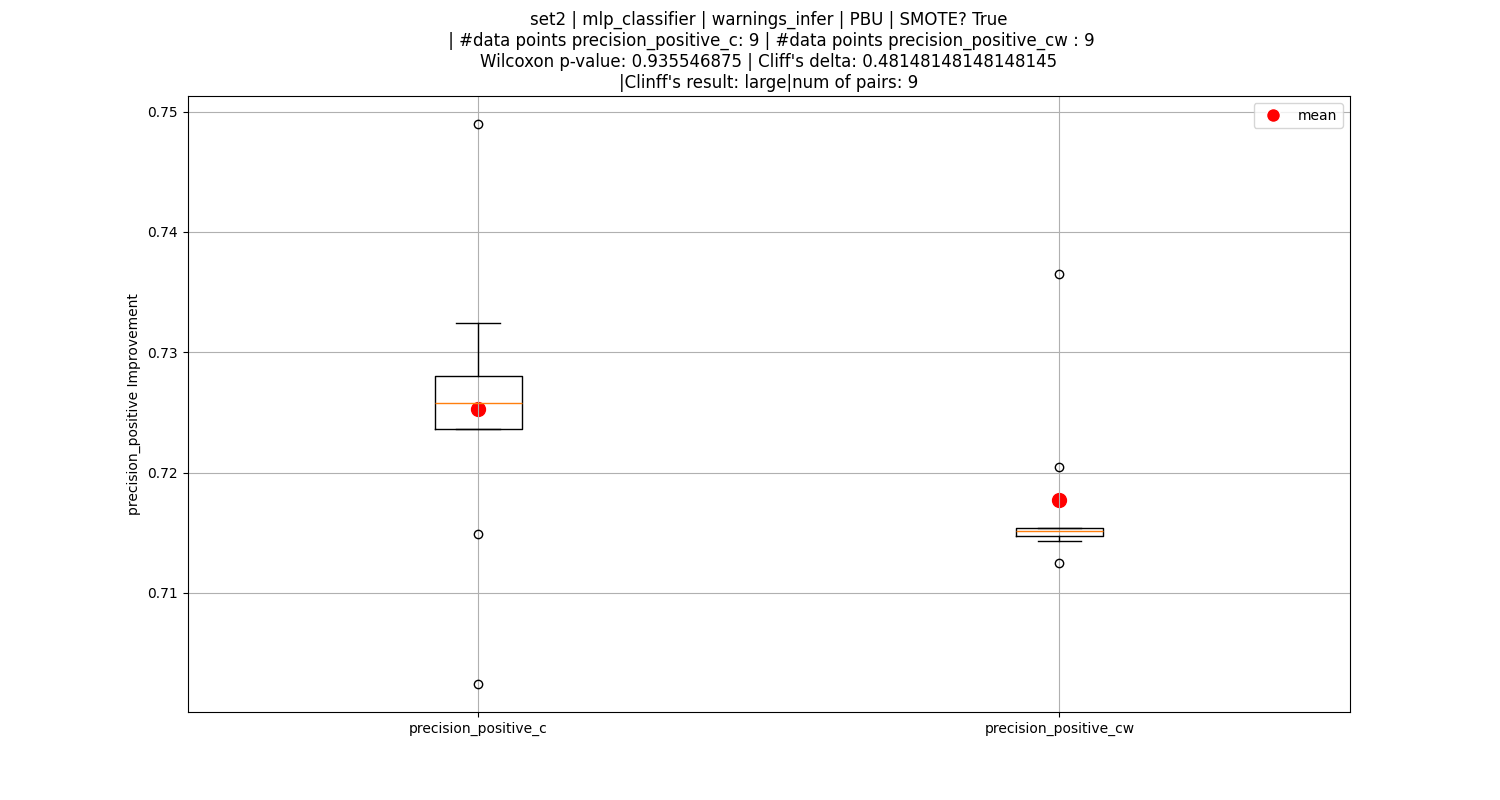 set2 | mlp_classifier | warnings_infer | PBU | SMOTE? True
| #data points precision_positive_c: 9 | #data points precision_positive_cw : 9
Wilcoxon p-value: 0.935546875 | Cliff's delta: 0.48148148148148145
|Clinff's result: large|num of pairs: 9
mean
0.75
0.74
0.73
0.72
0.71
precision_positive Improvement
precision_positive_c
precision_positive_cw